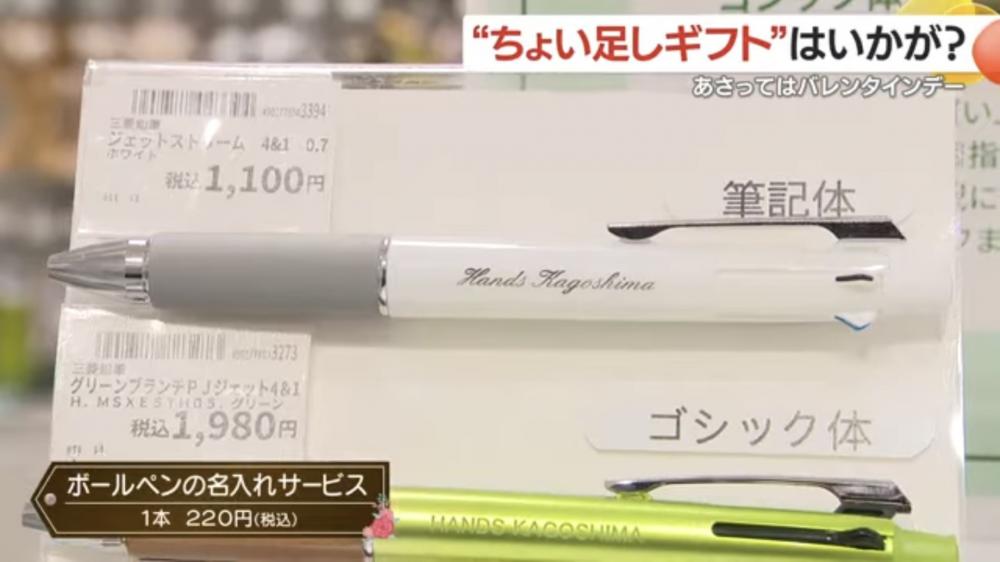 “ちょい足しギフト”はいかが?
あさってはバレンタインデー
3394
三菱鉛筆
ジェットストリーム 4&1 0.7
ホワイト
税込1,100円
筆記体
Hands Kagoshima
3273
三菱鉛筆
グリーンブランチPJジェット4&1
グリーン
税込1,980円
ゴシック体
HANDS KAGOSHIMA
ボールペンの名入れサービス
1本 220円(税込)